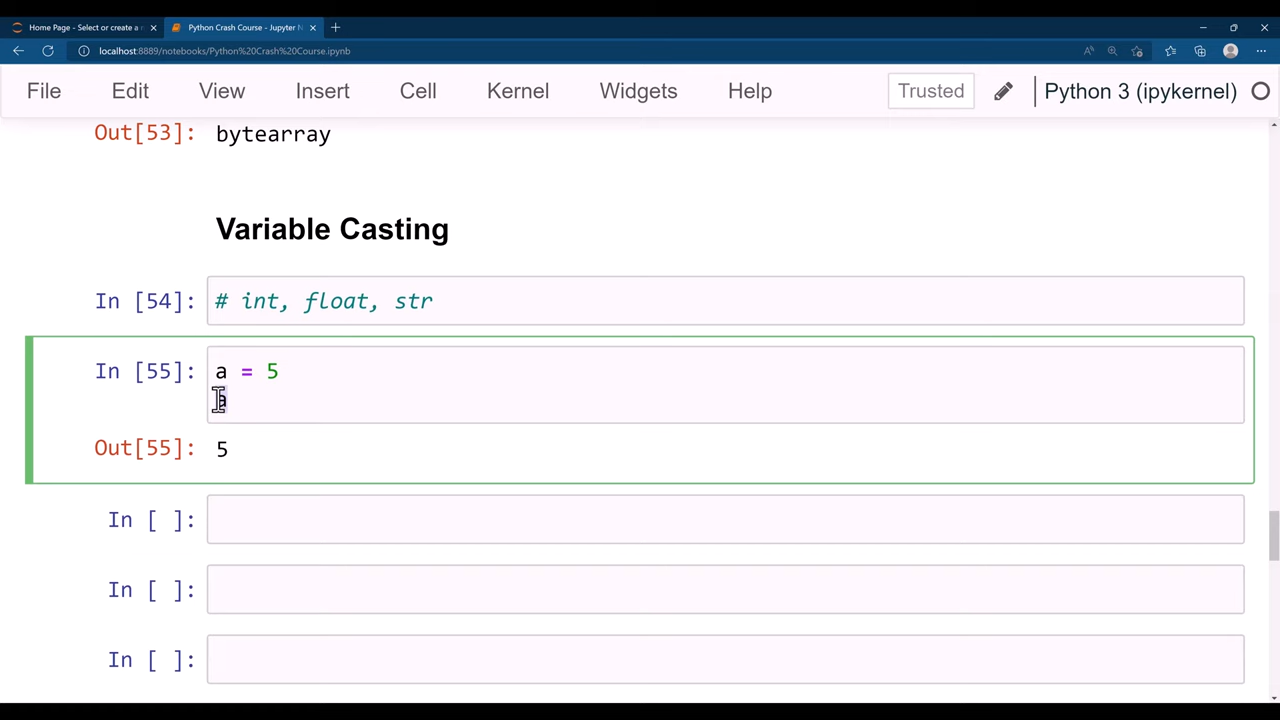 Home Page - Select or create a n
Python Crash Course - Jupyter N
localhost:8889/notebooks/Python%20Crash%20Course.ipynb
File Edit View Insert Cell Kernel Widgets Help Trusted Python 3 (ipykernel)
Out[53]: bytearray
Variable Casting
In [54]: # int, float, str
In [55]: a = 5
a
Out[55]: 5
In [ ]:
In [ ]:
In [ ]: